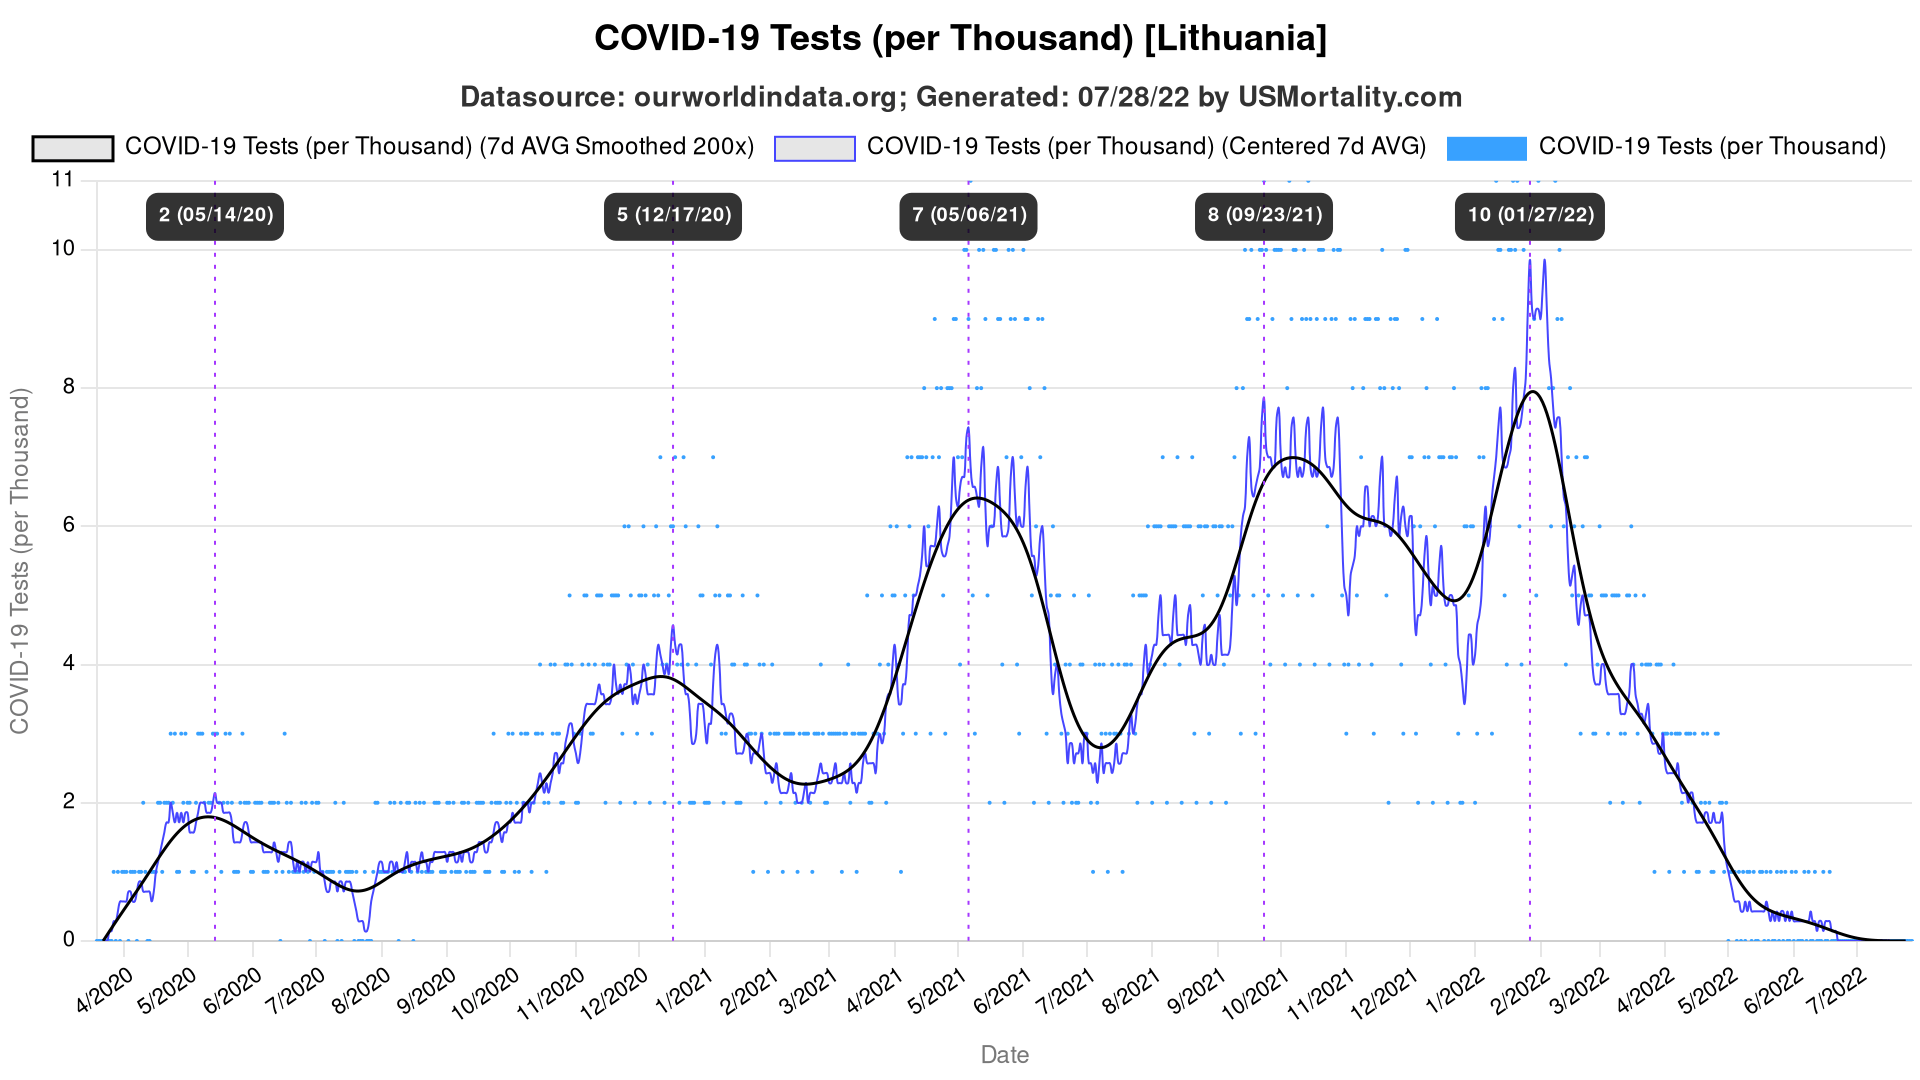 COVID-19 Tests (per Thousand) [Lithuania]
Datasource: ourworldindata.org; Generated: 07/28/22 by USMortality.com
COVID-19 Tests (per Thousand) (7d AVG Smoothed 200x) COVID-19 Tests (per Thousand) (Centered 7d AVG) COVID-19 Tests (per Thousand)
11
2 (05/14/20) 5 (12/17/20) 7 (05/06/21) 8 (09/23/21) 10 (01/27/22)
10
8
6
4
2
0
COVID-19 Tests (per Thousand)
4/2020 5/2020 6/2020 7/2020 8/2020 9/2020 10/2020 11/2020 12/2020 1/2021 2/2021 3/2021 4/2021 5/2021 6/2021 7/2021 8/2021 9/2021 10/2021 11/2021 12/2021 1/2022 2/2022 3/2022 4/2022 5/2022 6/2022 7/2022
Date